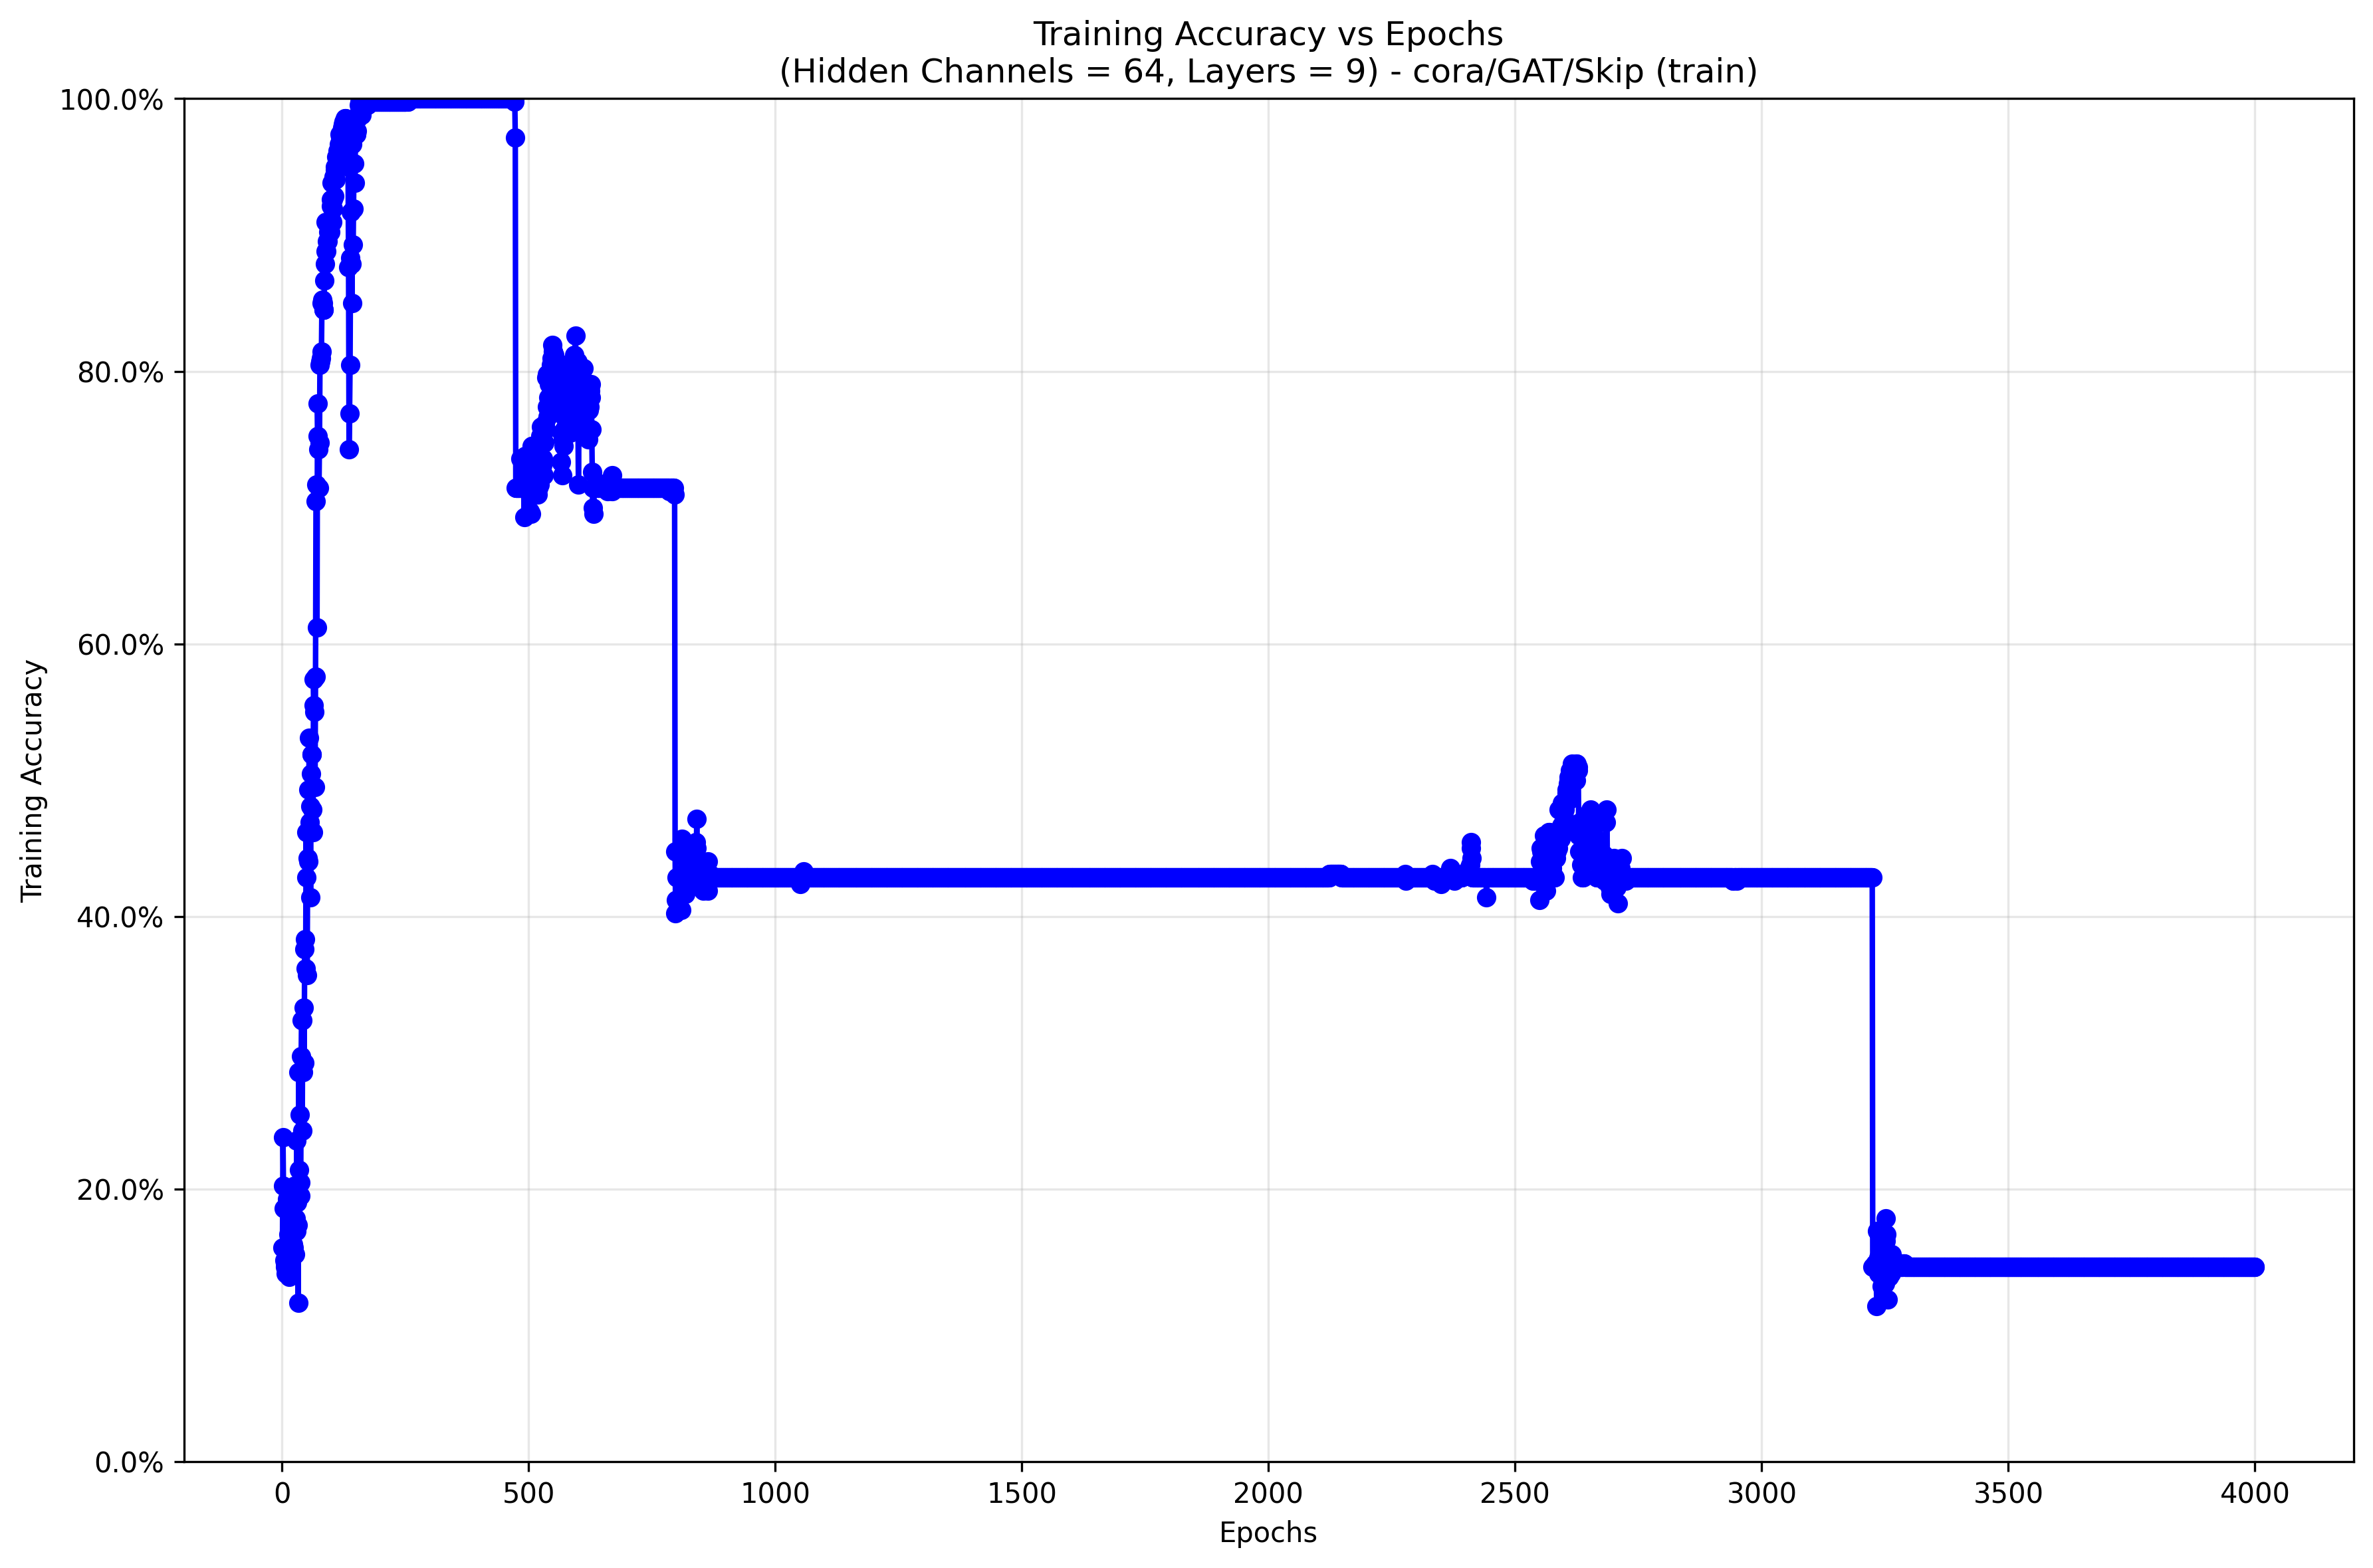 Training Accuracy vs Epochs
(Hidden Channels = 64, Layers = 9) - cora/GAT/Skip (train)
Training Accuracy
100.0%
80.0%
60.0%
40.0%
20.0%
0.0%
0 500 1000 1500 2000 2500 3000 3500 4000
Epochs